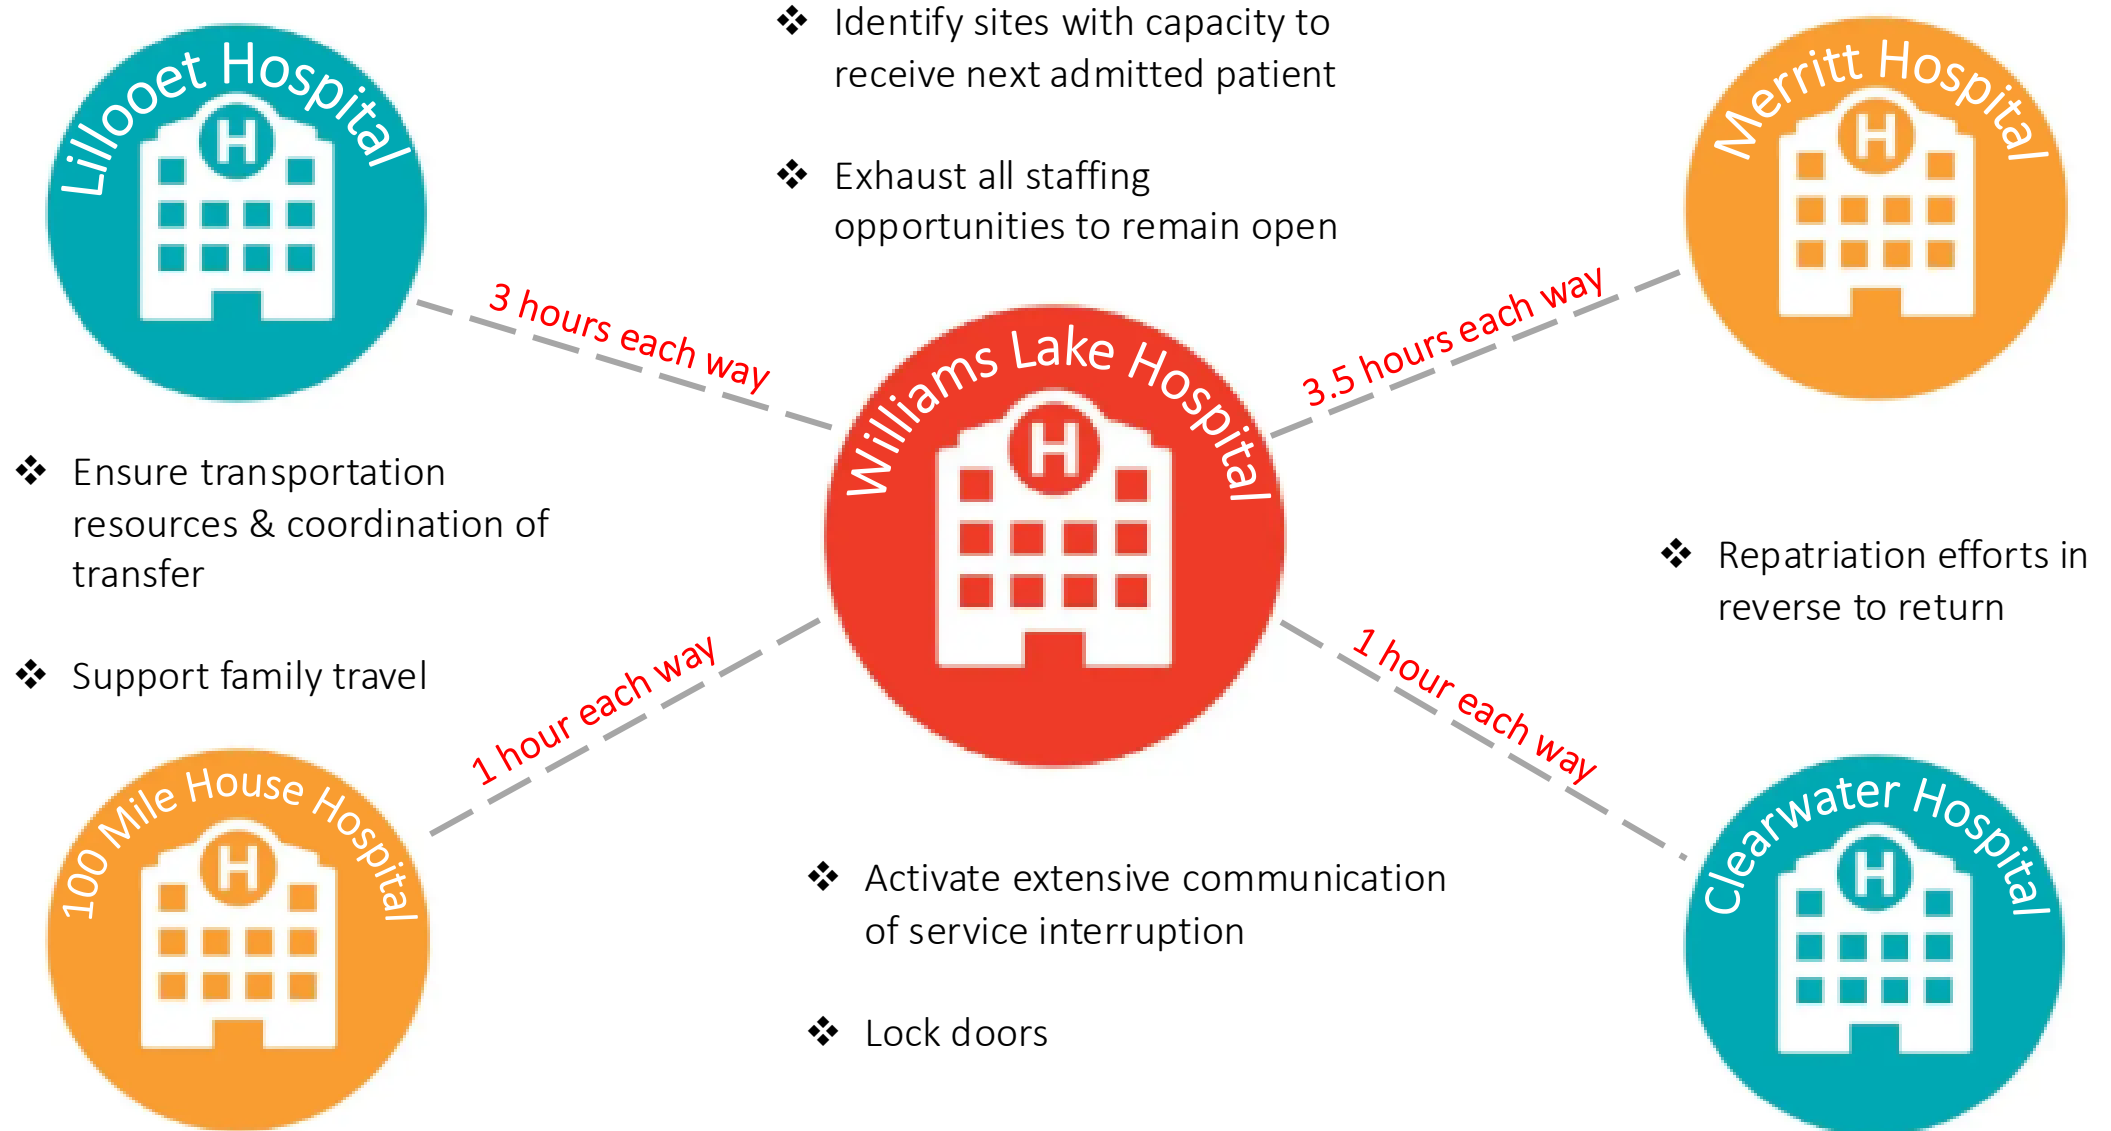 Lillooet Hospital
H
❖ Identify sites with capacity to
receive next admitted patient
❖ Exhaust all staffing
opportunities to remain open
Merritt Hospital
H
3 hours each way
3.5 hours each way
Williams Lake Hospital
H
❖ Ensure transportation
resources & coordination of
transfer
❖ Support family travel
❖ Repatriation efforts in
reverse to return
1 hour each way
1 hour each way
100 Mile House Hospital
H
❖ Activate extensive communication
of service interruption
❖ Lock doors
Clearwater Hospital
H